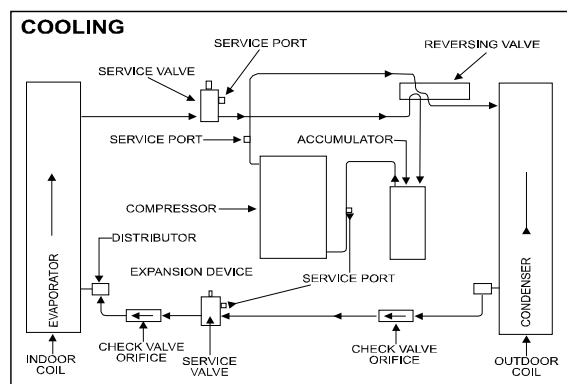 COOLING
SERVICE PORT
REVERSING VALVE
SERVICE VALVE
SERVICE PORT
ACCUMULATOR
COMPRESSOR
DISTRIBUTOR
EXPANSION DEVICE
SERVICE PORT
EVAPORATOR
CONDENSER
INDOOR
COIL
CHECK VALVE
ORIFICE
SERVICE
VALVE
CHECK VALVE
ORIFICE
OUTDOOR
COIL